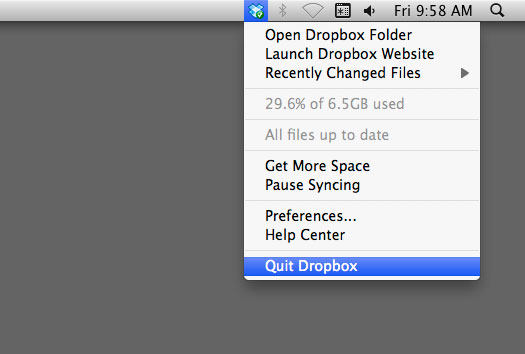 Fri 9:58 AM
Open Dropbox Folder
Launch Dropbox Website
Recently Changed Files
29.6% of 6.5GB used
All files up to date
Get More Space
Pause Syncing
Preferences...
Help Center
Quit Dropbox